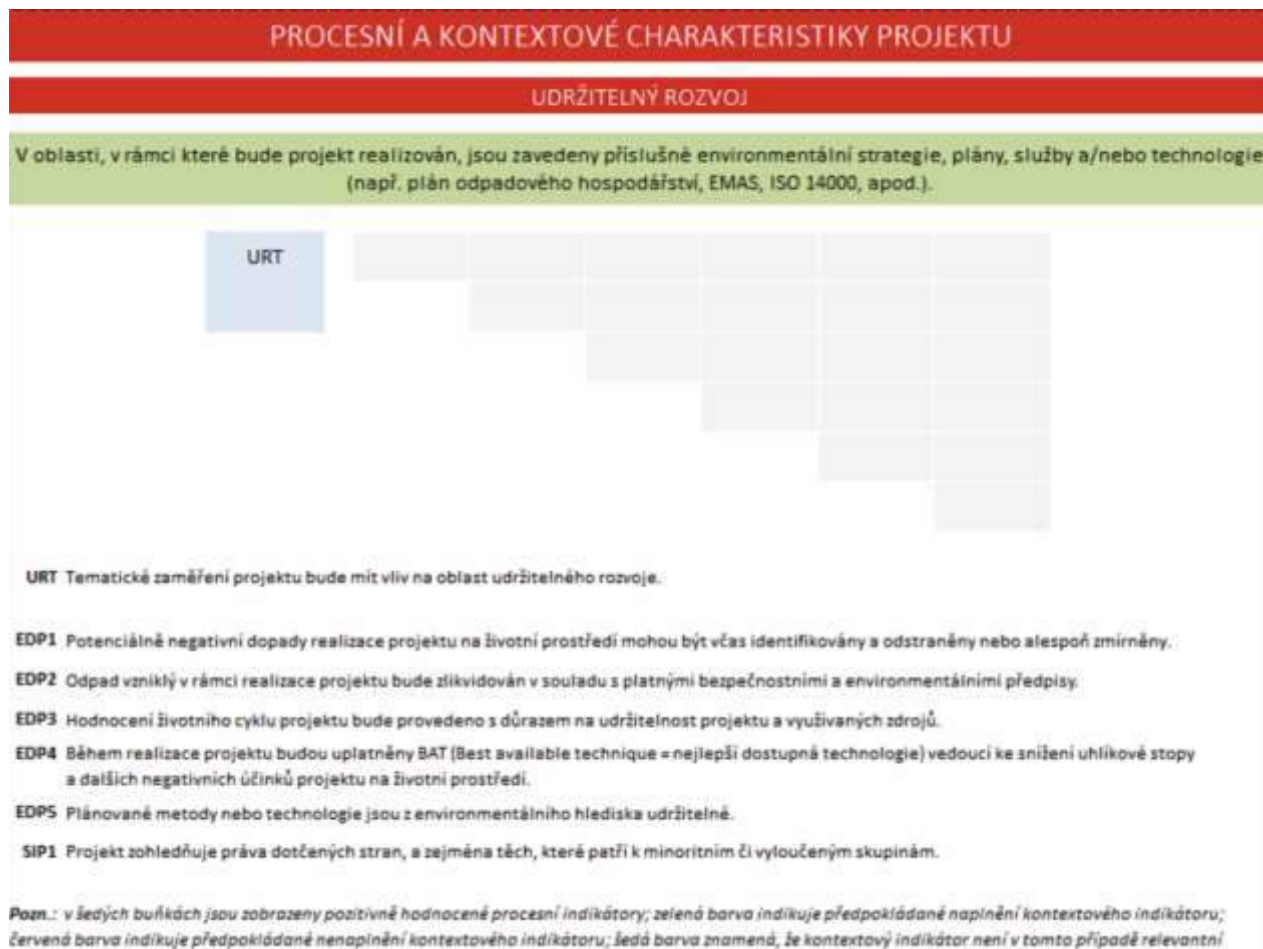 PROCESNÍ A KONTEXTOVÉ CHARAKTERISTIKY PROJEKTU
UDRŽITELNÝ ROZVOJ
V oblasti, v rámci které bude projekt realizován, jsou zavedeny příslušné environmentální strategie, plány, služby a/nebo technologie
(např. plán odpadového hospodářství, EMAS, ISO 14000, apod.).
URT
URT Tematické zaměření projektu bude mít vliv na oblast udržitelného rozvoje.
EDP1 Potenciálně negativní dopady realizace projektu na životní prostředí mohou být včas identifikovány a odstraněny nebo alespoň zmírněny.
EDP2 Odpad vzniklý v rámci realizace projektu bude zlikvidován v souladu s platnými bezpečnostními a environmentálními předpisy.
EDP3 Hodnocení životního cyklu projektu bude provedeno s důrazem na udržitelnost projektu a využívaných zdrojů.
EDP4 Během realizace projektu budou uplatněny BAT (Best available technique = nejlepší dostupná technologie) vedoucí ke snížení uhlíkové stopy
a dalších negativních účinků projektu na životní prostředí.
EDP5 Plánované metody nebo technologie jsou z environmentálního hlediska udržitelné.
SIP1 Projekt zohledňuje práva dotčených stran, a zejména těch, které patří k minoritním či vyloučeným skupinám.
Pozn.: v šedých buňkách jsou zobrazeny pozitivně hodnocené procesní indikátory; zelená barva indikuje předpokládané naplnění kontextového indikátoru;
červená barva indikuje předpokládané nenaplnění kontextového indikátoru; šedá barva znamená, že kontextový indikátor není v tomto případě relevantní